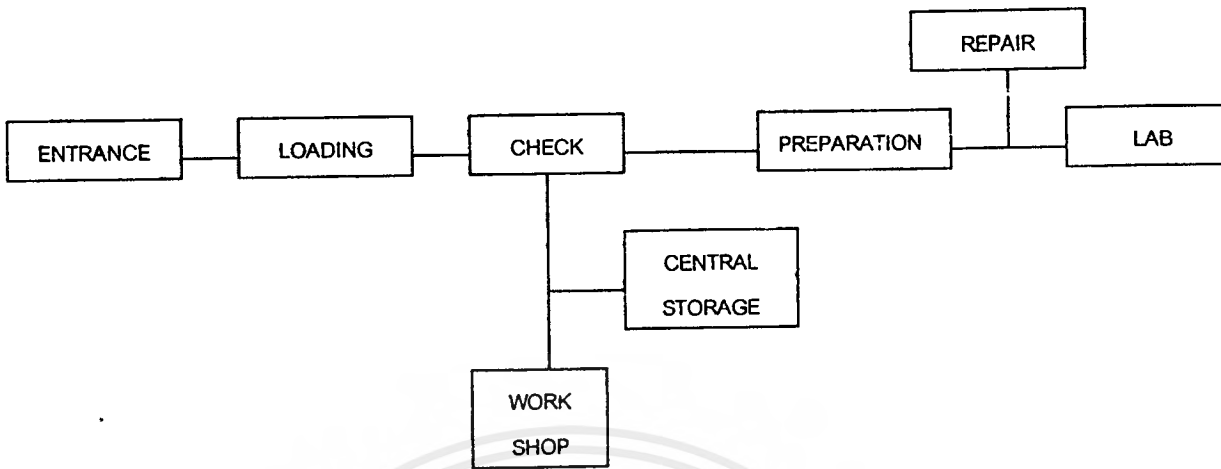 REPAIR
ENTRANCE
LOADING
CHECK
PREPARATION
LAB
CENTRAL
STORAGE
WORK
SHOP